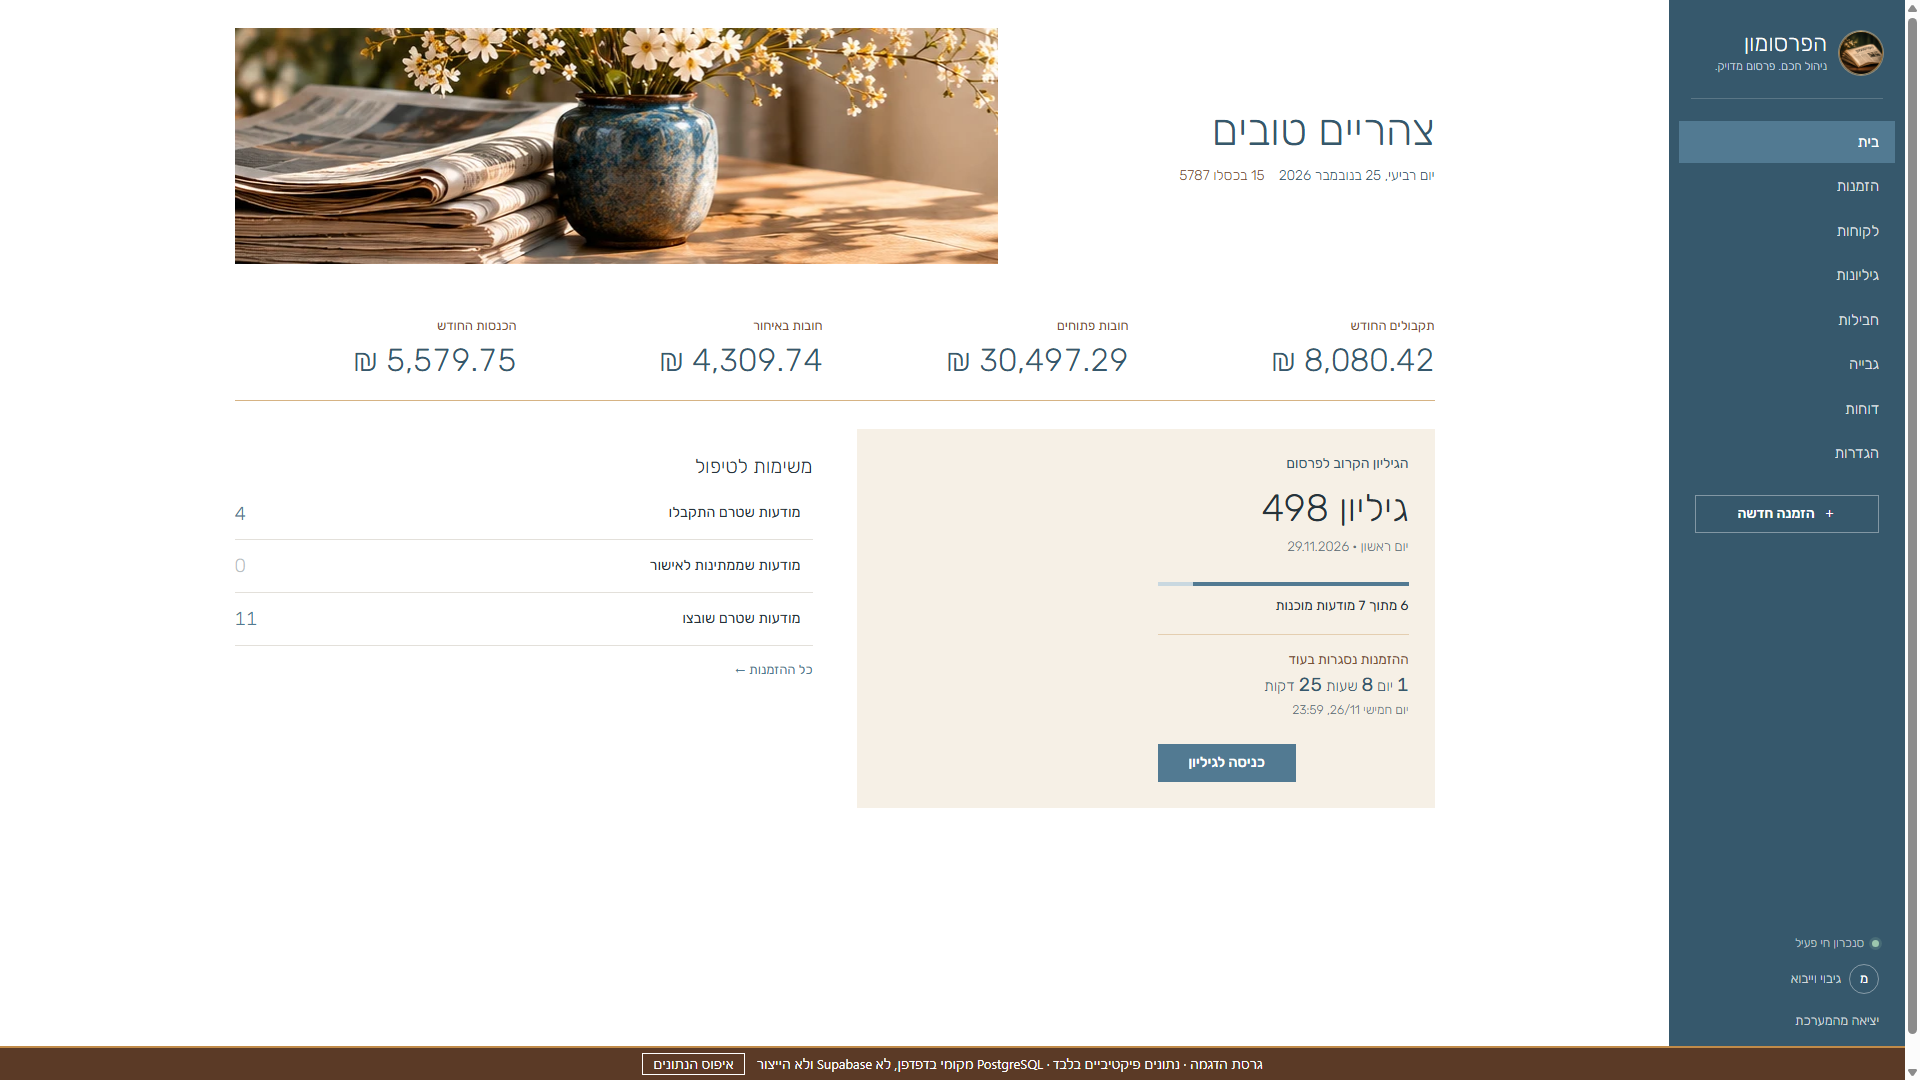 הפרסומון
ניהול חכם. פרסום מדויק.
בית
הזמנות
לקוחות
גיליונות
חבילות
גבייה
דוחות
הגדרות
+ הזמנה חדשה
סנכרון חי פעיל
מ גיבוי וייבוא
יציאה מהמערכת
צהריים טובים
יום רביעי, 25 בנובמבר 2026 15 בכסלו 5787
תקבולים החודש
8,080.42 ₪
חובות פתוחים
30,497.29 ₪
חובות באיחור
4,309.74 ₪
הכנסות החודש
5,579.75 ₪
הגיליון הקרוב לפרסום
גיליון 498
יום ראשון • 29.11.2026
6 מתוך 7 מודעות מוכנות
ההזמנות נסגרות בעוד
1 יום 8 שעות 25 דקות
יום חמישי 26/11, 23:59
כניסה לגיליון
משימות לטיפול
מודעות שטרם התקבלו 4
מודעות שממתינות לאישור 0
מודעות שטרם שובצו 11
כל ההזמנות ←
גרסת הדגמה · נתונים פיקטיביים בלבד · PostgreSQL מקומי בדפדפן, לא Supabase ולא הייצור איפוס הנתונים